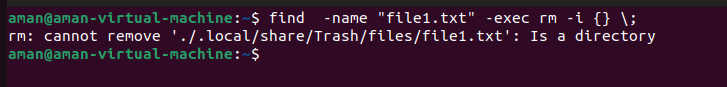 aman@aman-virtual-machine:~$ find  -name "file1.txt" -exec rm -i {} \;
rm: cannot remove './.local/share/Trash/files/file1.txt': Is a directory
aman@aman-virtual-machine:~$